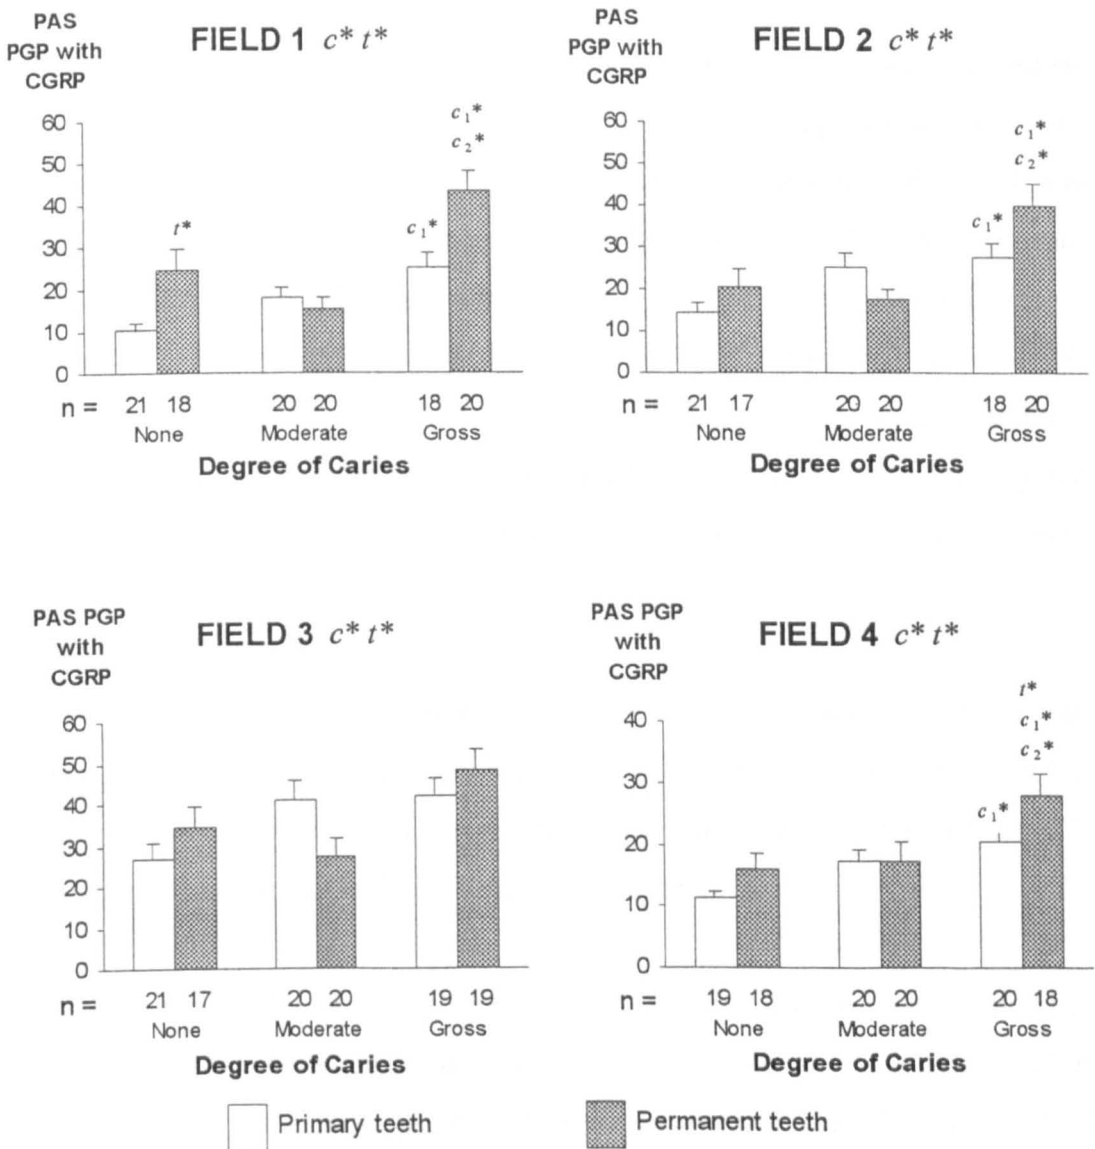 PAS
PGP with
CGRP
FIELD 1 c* t*
60
50
40
30
20
10
0
t*
c₁*
c₁*
c₂*
n = 21 18 20 20 18 20
None Moderate Gross
Degree of Caries
PAS
PGP with
CGRP
FIELD 2 c* t*
60
50
40
30
20
10
0
c₁*
c₁*
c₂*
n = 21 17 20 20 18 20
None Moderate Gross
Degree of Caries
PAS PGP
with
CGRP
FIELD 3 c* t*
60
50
40
30
20
10
0
n = 21 17 20 20 19 19
None Moderate Gross
Degree of Caries
PAS PGP
with
CGRP
FIELD 4 c* t*
40
30
20
10
0
c₁*
t*
c₁*
c₂*
n = 19 18 20 20 20 18
None Moderate Gross
Degree of Caries
Primary teeth Permanent teeth